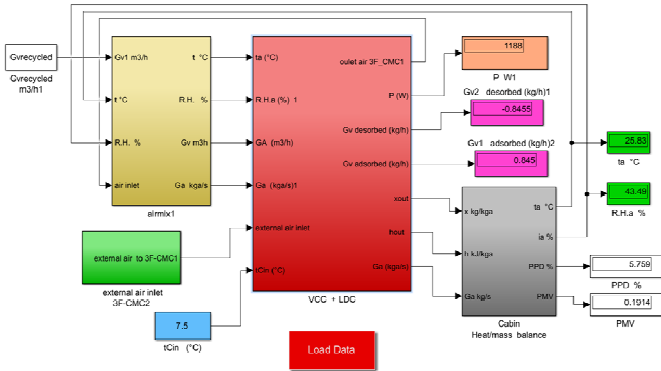 Gvrecycled
Gvrecycled
m3/h1
Gv1 m3/h
t °C
R.H. %
air inlet
t °C
R.H. %
Gv m3h
Ga kga/s
airmix1
ta (°C)
R.H.a (%) 1
GA (m3/h)
Ga (kga/s)1
external air inlet
tCin (°C)
oulet air 3F_CMC1
P (W)
Gv desorbed (kg/h)
Gv adsorbed (kg/h)
xout
hout
Ga (kga/s)
VCC + LDC
external air to 3F-CMC1
external air inlet
3F-CMC2
7.5
tCin (°C)
Load Data
1188
P W1
Gv2 desorbed (kg/h)1
-0.8455
Gv1 adsorbed (kg/h)2
0.845
x kg/kga
h kJ/kga
Ga kg/s
ta °C
ia %
PPD %
PMV
Cabin
Heat/mass balance
25.83
ta °C
43.49
R.H.a %
5.759
PPD %
0.1914
PMV